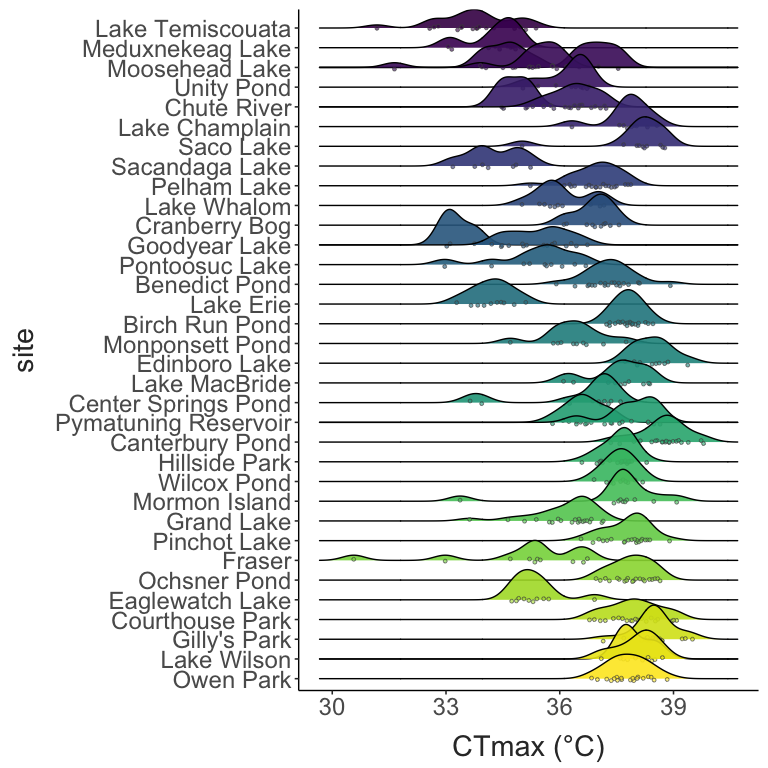 Lake Temiscouata
Meduxnekeag Lake
Moosehead Lake
Unity Pond
Chute River
Lake Champlain
Saco Lake
Sacandaga Lake
Pelham Lake
Lake Whalom
Cranberry Bog
Goodyear Lake
Pontoosuc Lake
Benedict Pond
Lake Erie
Birch Run Pond
Monponsett Pond
Edinboro Lake
Lake MacBride
Center Springs Pond
Pymatuning Reservoir
Canterbury Pond
Hillside Park
Wilcox Pond
Mormon Island
Grand Lake
Pinchot Lake
Fraser
Ochsner Pond
Eaglewatch Lake
Courthouse Park
Gilly's Park
Lake Wilson
Owen Park
site
30 33 36 39
CTmax (°C)